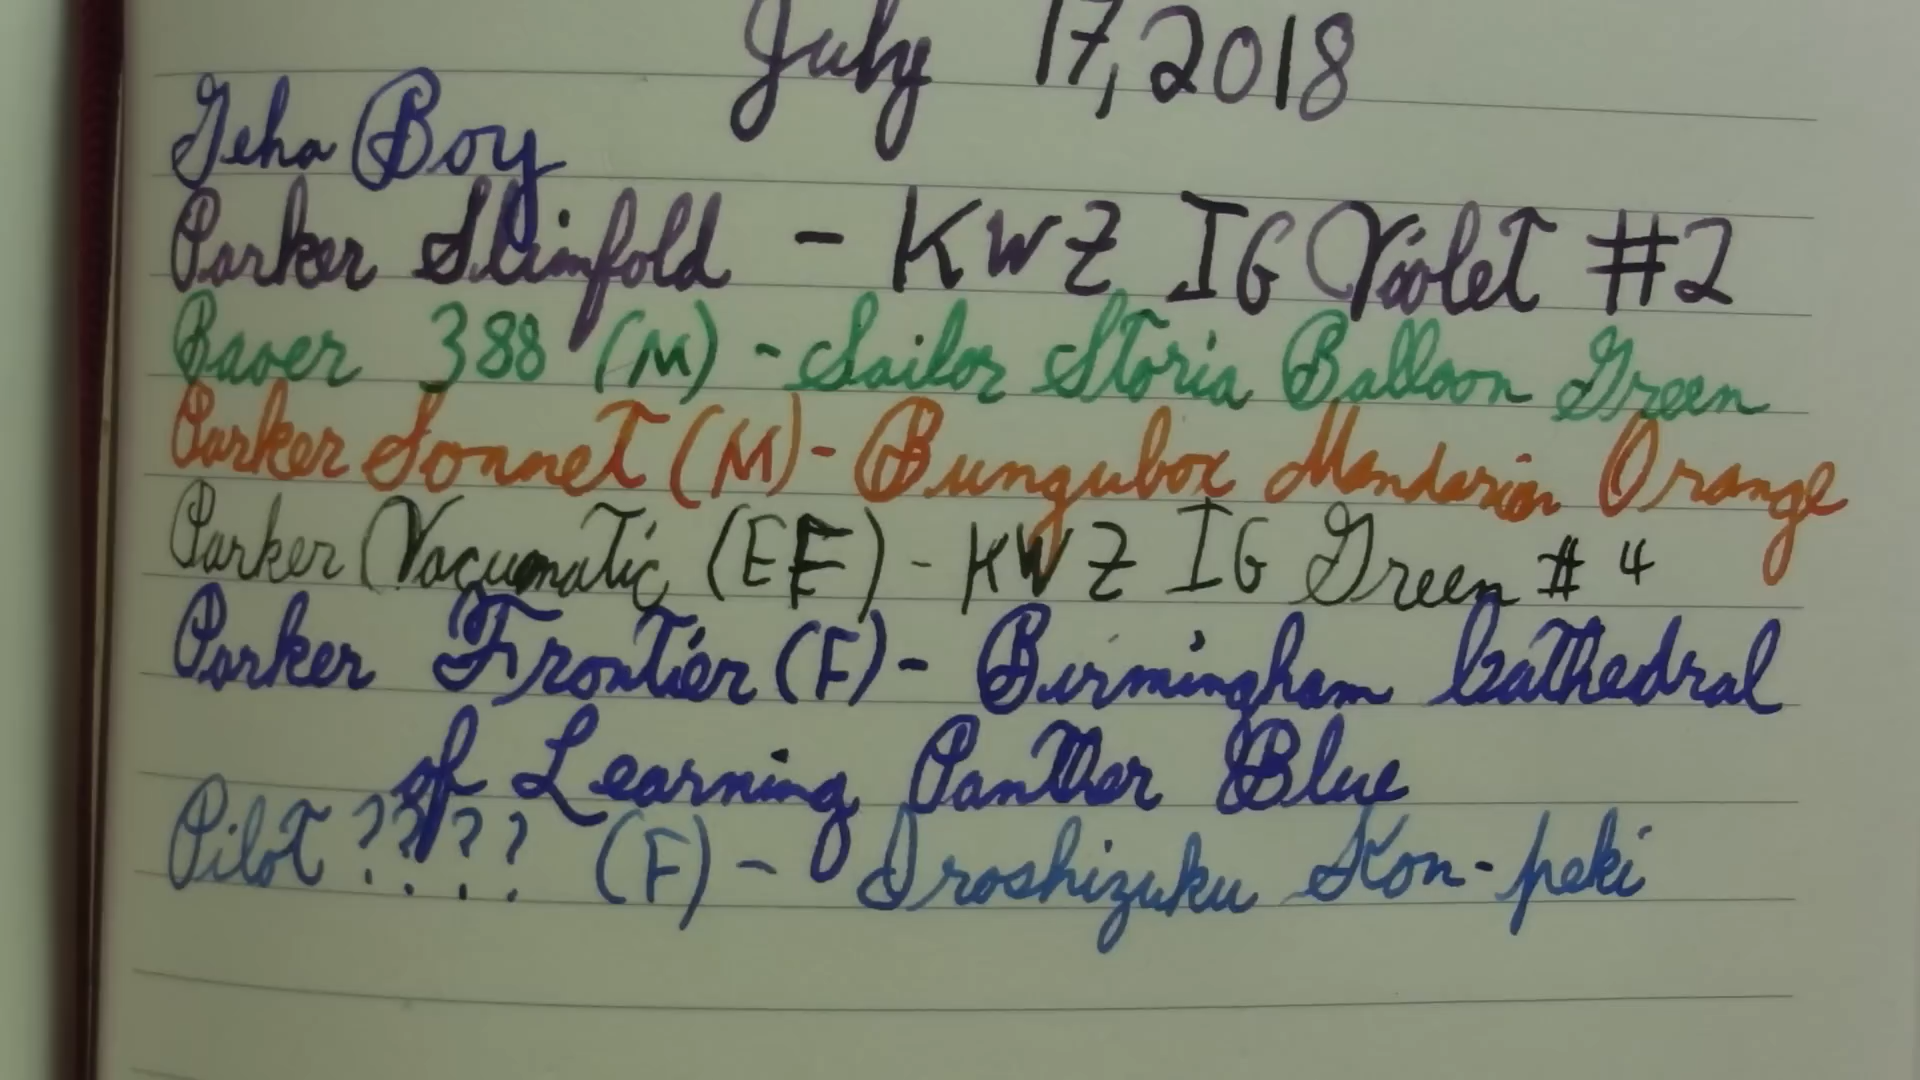 July 17, 2018
Geha Boy
Parker Slimfold - KWZ IG Violet #2
Baoer 388 (M) - Sailor Storia Balloon Green
Parker Sonnet (M) - Bungubox Mandarin Orange
Parker Vacumatic (EF) - KWZ IG Green #4
Parker Frontier (F) - Birmingham Cathedral
of Learning Panther Blue
Pilot ???? (F) - Iroshizuku Kon-peki